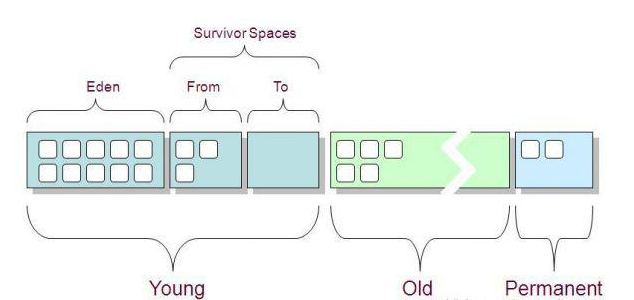 Survivor Spaces
Eden
From
To
Young
Old
Permanent